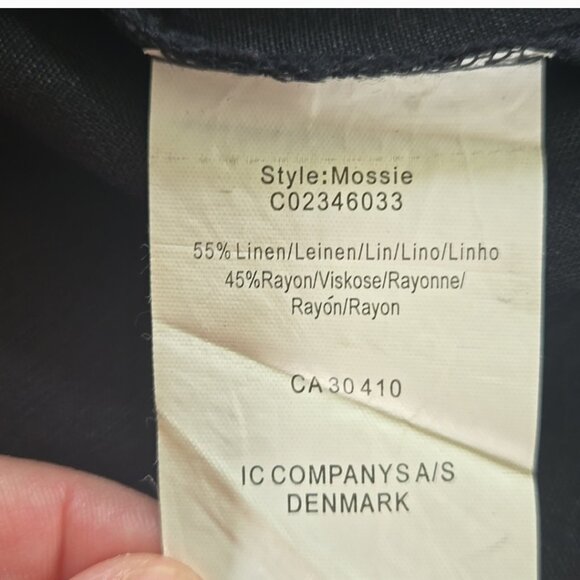 Style:Mossie
C02346033
55% Linen/Leinen/Lin/Lino/Linho
45%Rayon/Viskose/Rayonne/
Rayón/Rayon
CA 30 410
IC COMPANYS A/S
DENMARK